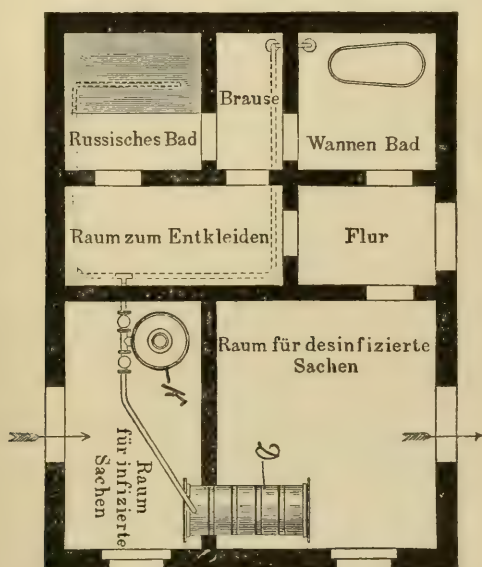 Brause
Russisches Bad
Wannen Bad
Raum zum Entkleiden
Flur
Raum für desinfizierte
Sachen
K
D
Raum
für infizierte
Sachen